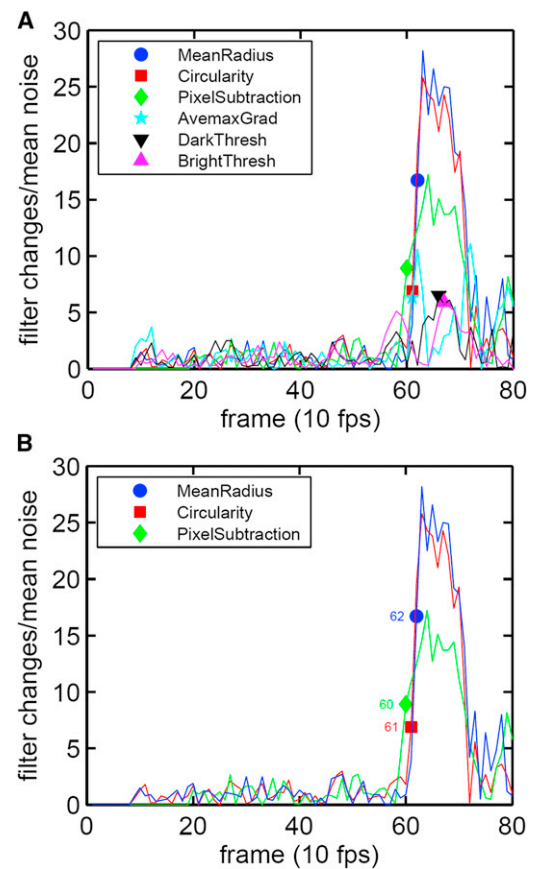 A
30
25
20
15
10
5
0
filter changes/mean noise
MeanRadius
Circularity
PixelSubtraction
AvemaxGrad
DarkThresh
BrightThresh
0 20 40 60 80
frame (10 fps)
B
30
25
20
15
10
5
0
filter changes/mean noise
MeanRadius
Circularity
PixelSubtraction
62
60
61
0 20 40 60 80
frame (10 fps)